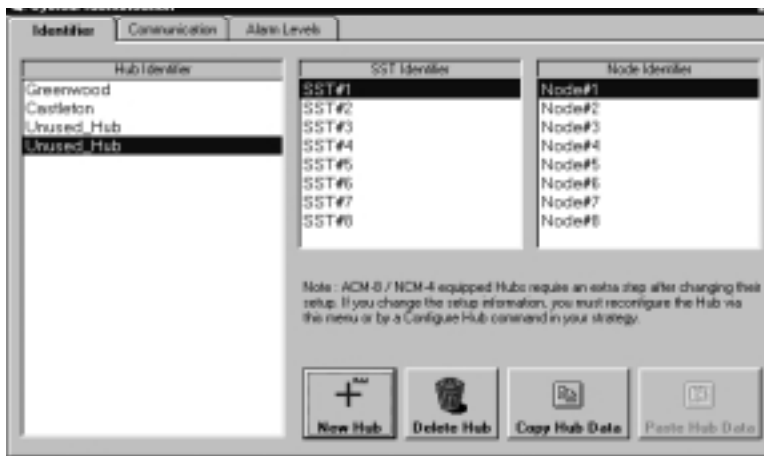 Identifier Communication Alarm Levels
Hub Identifier
Greenwood
Castleton
Unused_Hub
Unused_Hub
SST Identifier
SST#1
SST#2
SST#3
SST#4
SST#5
SST#6
SST#7
SST#8
Node Identifier
Node#1
Node#2
Node#3
Node#4
Node#5
Node#6
Node#7
Node#8
Note : ACM-8 / NCM-4 equipped Hubs require an extra step after changing their
setup. If you change the setup information, you must reconfigure the Hub via
this menu or by a Configure Hub command in your strategy.
New Hub
Delete Hub
Copy Hub Data
Paste Hub Data